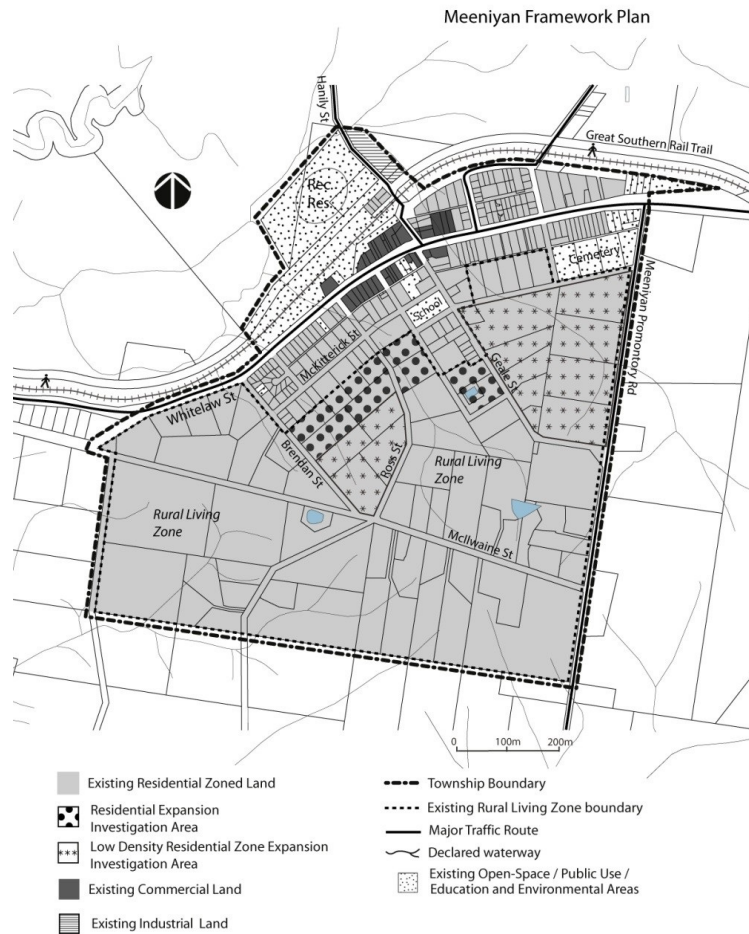 Meeniyan Framework Plan
Hanily St
Great Southern Rail Trail
Rec.
Res.
Cemetery
Meeniyan Promontory Rd
School
McKitterick St
Geale St
Whitelaw St
Brendan St
Ross St
Rural Living
Zone
Rural Living
Zone
McIlwaine St
0 100m 200m
Existing Residential Zoned Land
Residential Expansion
Investigation Area
Low Density Residential Zone Expansion
Investigation Area
Existing Commercial Land
Existing Industrial Land
Township Boundary
Existing Rural Living Zone boundary
Major Traffic Route
Declared waterway
Existing Open-Space / Public Use /
Education and Environmental Areas